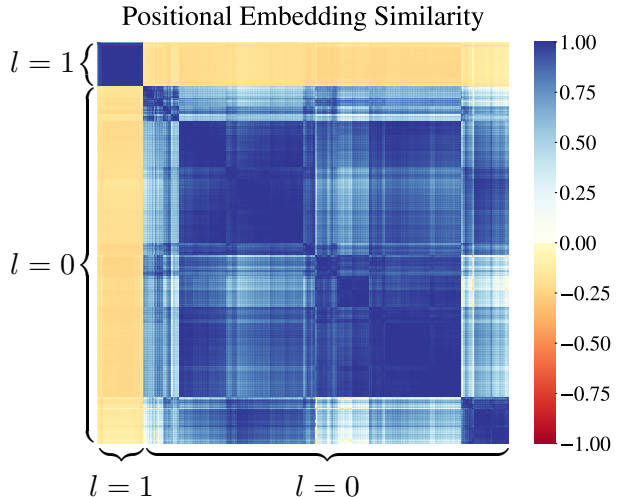 Positional Embedding Similarity
l = 1
l = 0
l = 1
l = 0
1.00
0.75
0.50
0.25
0.00
−0.25
−0.50
−0.75
−1.00